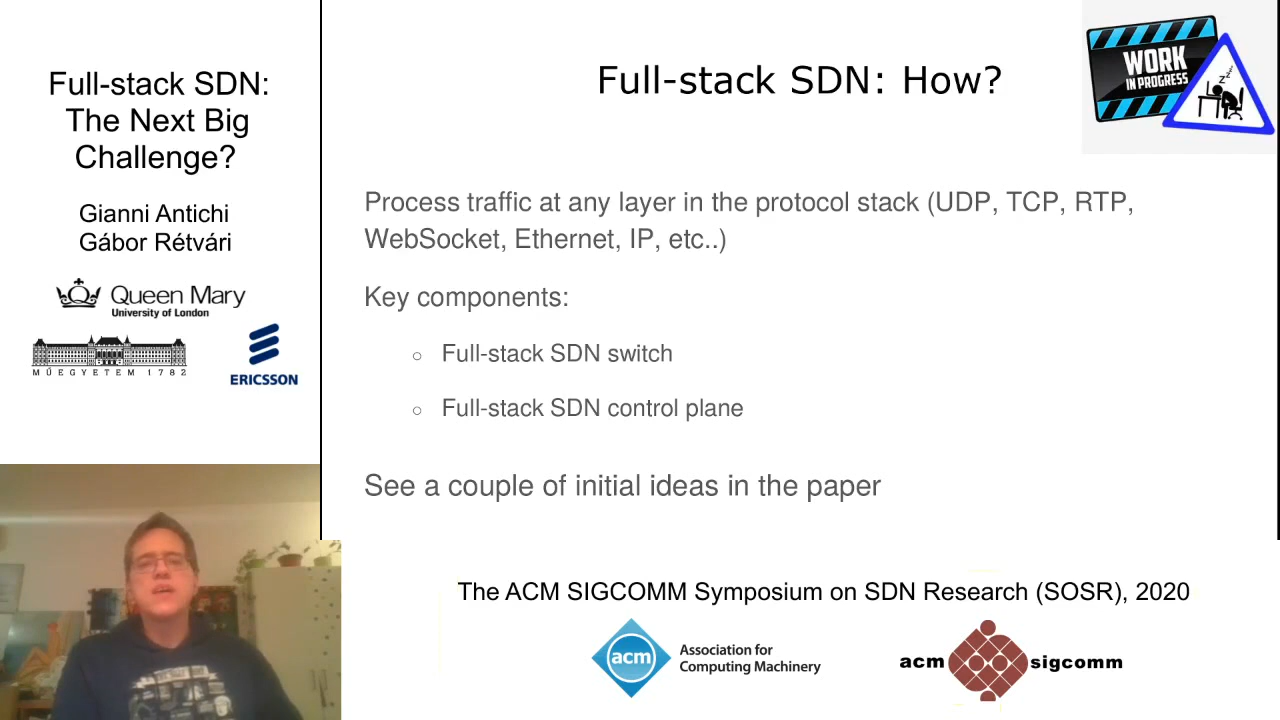 Full-stack SDN:
The Next Big
Challenge?
Gianni Antichi
Gábor Rétvári
Queen Mary
University of London
MŰEGYETEM 1782
ERICSSON
Full-stack SDN: How?
WORK
IN PROGRESS
z z z
Process traffic at any layer in the protocol stack (UDP, TCP, RTP,
WebSocket, Ethernet, IP, etc..)
Key components:
○ Full-stack SDN switch
○ Full-stack SDN control plane
See a couple of initial ideas in the paper
The ACM SIGCOMM Symposium on SDN Research (SOSR), 2020
acm
Association for
Computing Machinery
acm sigcomm